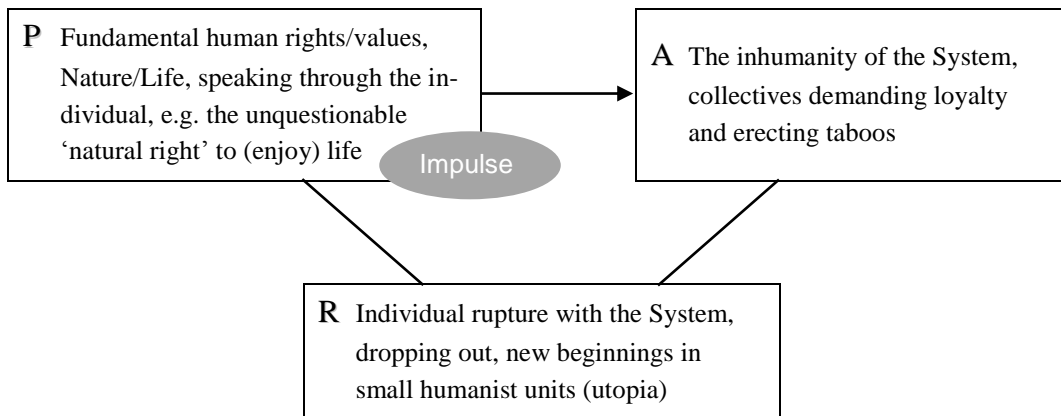 P Fundamental human rights/values,
Nature/Life, speaking through the in-
dividual, e.g. the unquestionable
‘natural right’ to (enjoy) life
Impulse
A The inhumanity of the System,
collectives demanding loyalty
and erecting taboos
R Individual rupture with the System,
dropping out, new beginnings in
small humanist units (utopia)